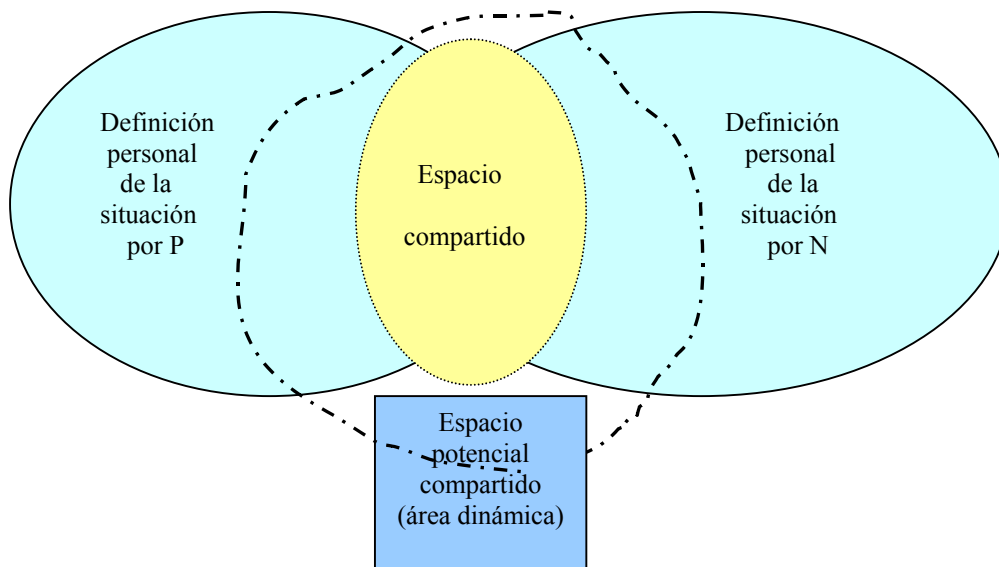 Definición
personal
de la
situación
por P
Espacio
compartido
Definición
personal
de la
situación
por N
Espacio
potencial
compartido
(área dinámica)